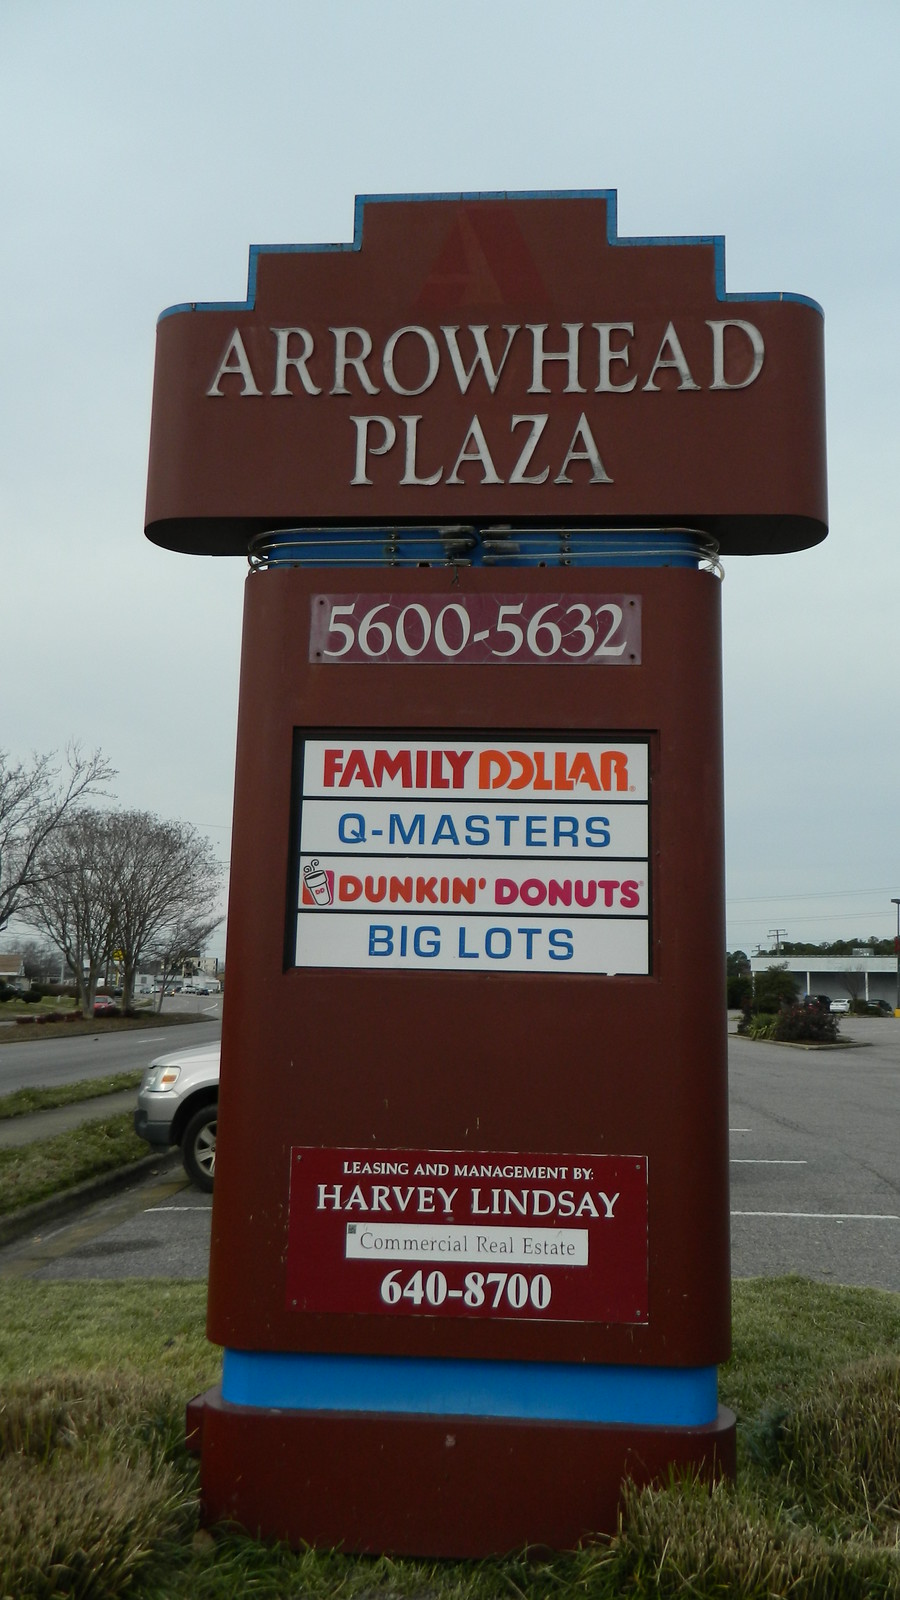 A
ARROWHEAD
PLAZA
5600-5632
FAMILY DOLLAR®
Q-MASTERS
DD DUNKIN' DONUTS
BIG LOTS
LEASING AND MANAGEMENT BY:
HARVEY LINDSAY
Commercial Real Estate
640-8700